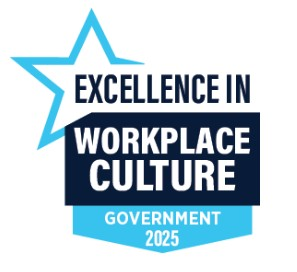 EXCELLENCE IN
WORKPLACE
CULTURE
GOVERNMENT
2025